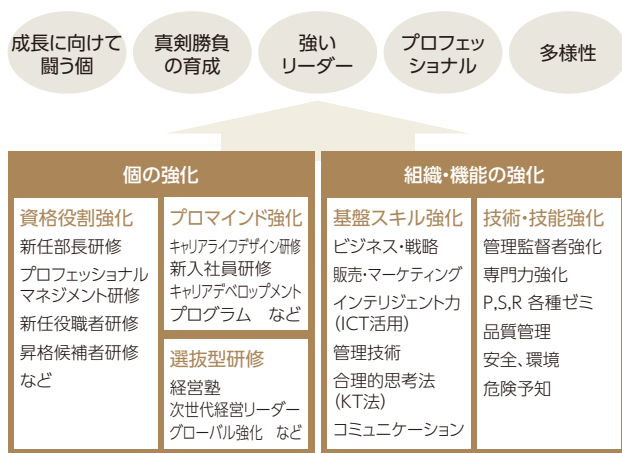 成長に向けて
闘う個
真剣勝負
の育成
強い
リーダー
プロフェッ
ショナル
多様性
個の強化
資格役割強化
新任部長研修
プロフェッショナル
マネジメント研修
新任役職者研修
昇格候補者研修
など
プロマインド強化
キャリアライフデザイン研修
新入社員研修
キャリアデベロップメント
プログラム など
選抜型研修
経営塾
次世代経営リーダー
グローバル強化 など
組織・機能の強化
基盤スキル強化
ビジネス・戦略
販売・マーケティング
インテリジェント力
(ICT活用)
管理技術
合理的思考法
(KT法)
コミュニケーション
技術・技能強化
管理監督者強化
専門力強化
P,S,R 各種ゼミ
品質管理
安全、環境
危険予知